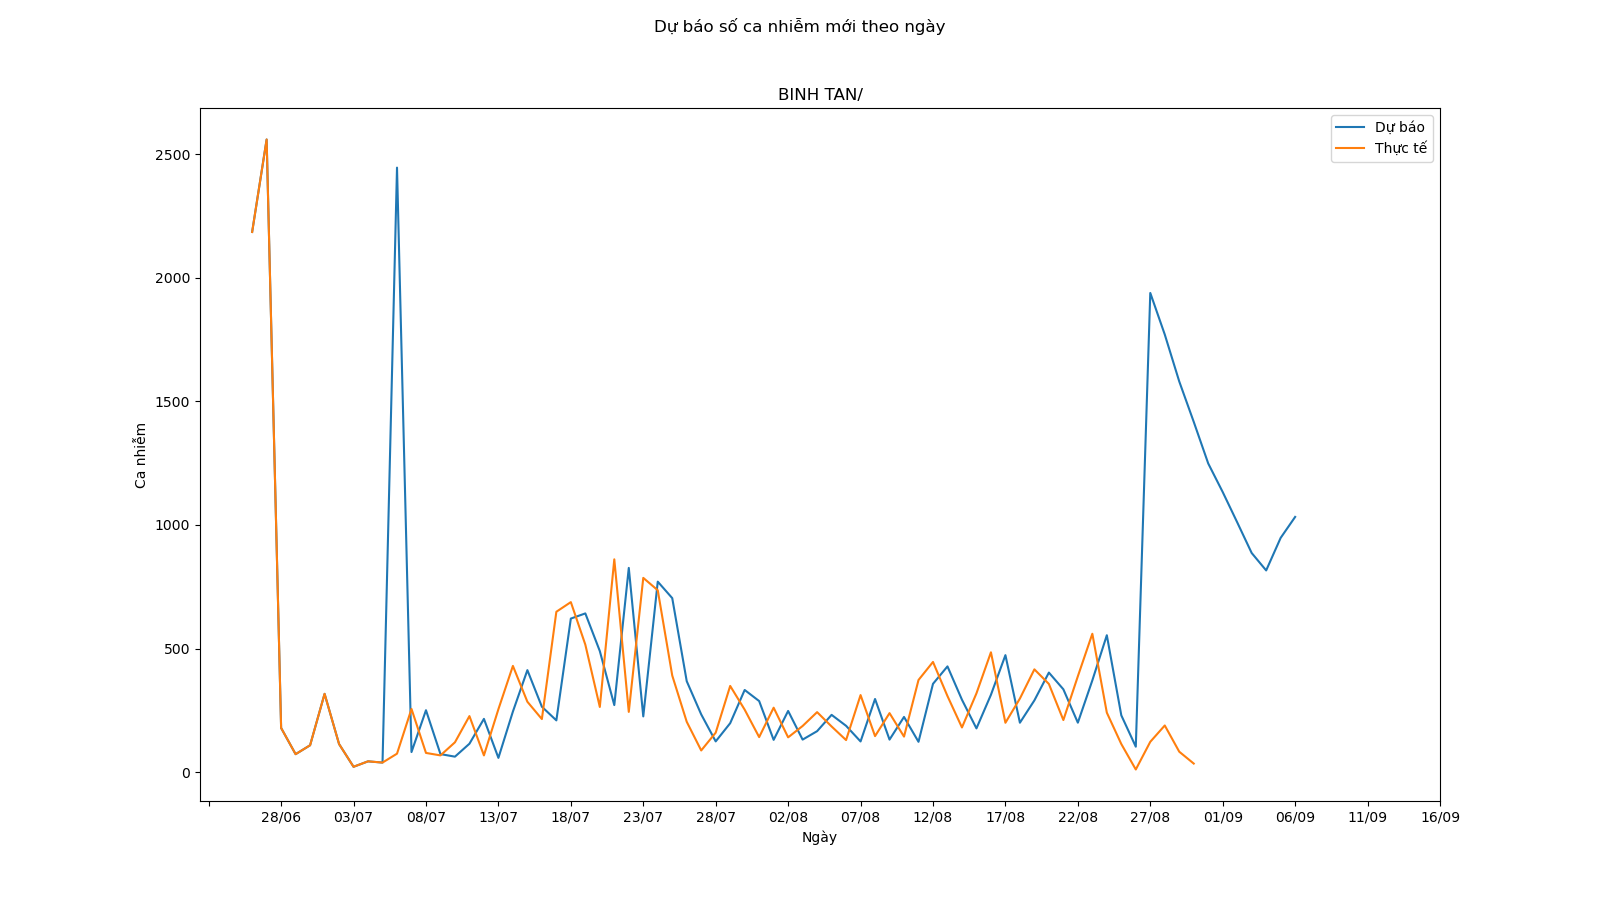 Dự báo số ca nhiễm mới theo ngày
BINH TAN/
Dự báo
Thực tế
2500
2000
1500
1000
500
0
Ca nhiễm
28/06 03/07 08/07 13/07 18/07 23/07 28/07 02/08 07/08 12/08 17/08 22/08 27/08 01/09 06/09 11/09 16/09
Ngày